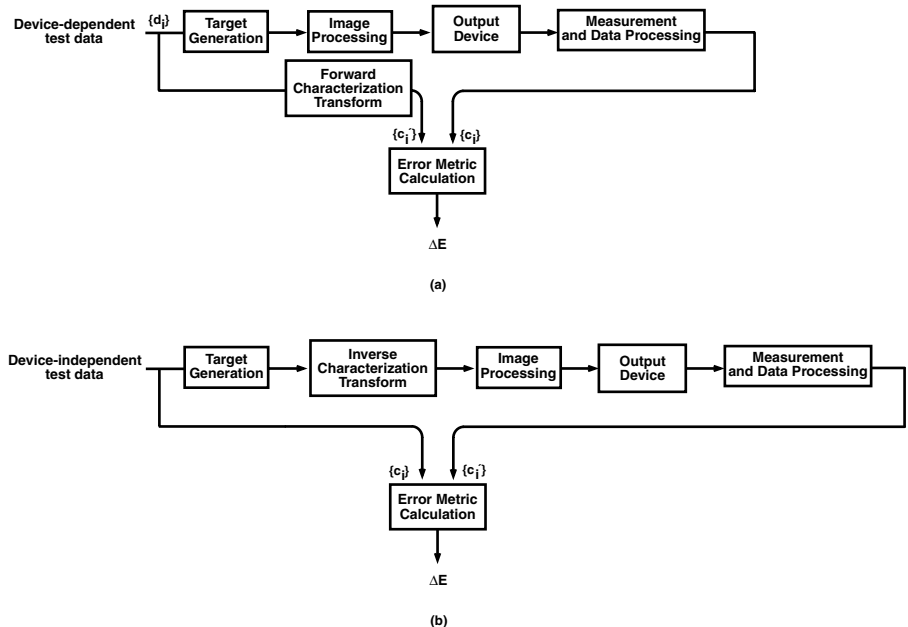 Device-dependent
test data
{di}
Target
Generation
Image
Processing
Output
Device
Measurement
and Data Processing
Forward
Characterization
Transform
{ci´}
{ci}
Error Metric
Calculation
ΔE
(a)
Device-independent
test data
Target
Generation
Inverse
Characterization
Transform
Image
Processing
Output
Device
Measurement
and Data Processing
{ci}
{ci´}
Error Metric
Calculation
ΔE
(b)